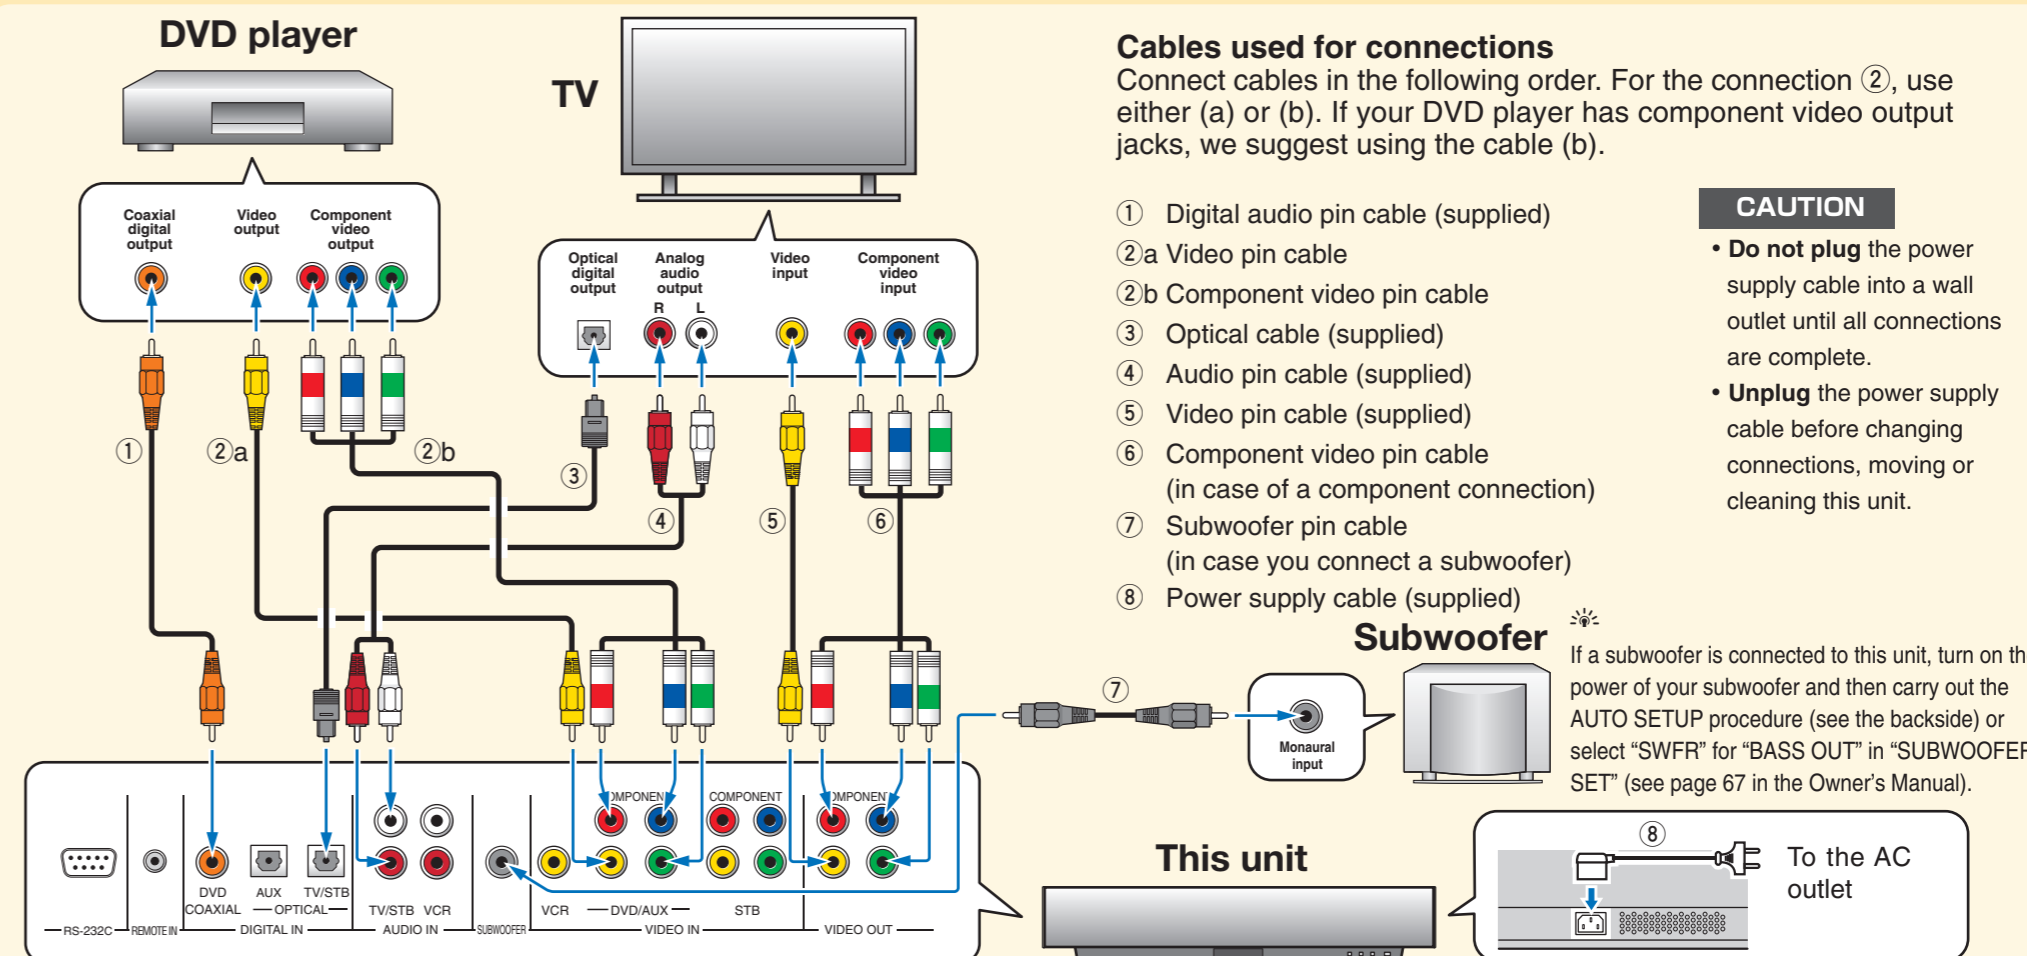 DVD player
TV
Coaxial
digital
output
Video
output
Component
video
output
Optical
digital
output
Analog
audio
output
R L
Video
input
Component
video
input
① ②a ②b
③
④
⑤
⑥
Cables used for connections
Connect cables in the following order. For the connection ②, use
either (a) or (b). If your DVD player has component video output
jacks, we suggest using the cable (b).
① Digital audio pin cable (supplied)
②a Video pin cable
②b Component video pin cable
③ Optical cable (supplied)
④ Audio pin cable (supplied)
⑤ Video pin cable (supplied)
⑥ Component video pin cable
(in case of a component connection)
⑦ Subwoofer pin cable
(in case you connect a subwoofer)
⑧ Power supply cable (supplied)
CAUTION
• Do not plug the power
supply cable into a wall
outlet until all connections
are complete.
• Unplug the power supply
cable before changing
connections, moving or
cleaning this unit.
Subwoofer
⑦
Monaural
input
If a subwoofer is connected to this unit, turn on th
power of your subwoofer and then carry out the
AUTO SETUP procedure (see the backside) or
select “SWFR” for “BASS OUT” in “SUBWOOFER
SET” (see page 67 in the Owner’s Manual).
COMPONENT COMPONENT COMPONENT
DVD AUX TV/STB
COAXIAL OPTICAL TV/STB VCR VCR DVD/AUX STB
RS-232C REMOTE IN DIGITAL IN AUDIO IN SUBWOOFER VIDEO IN VIDEO OUT
This unit
⑧
To the AC
outlet